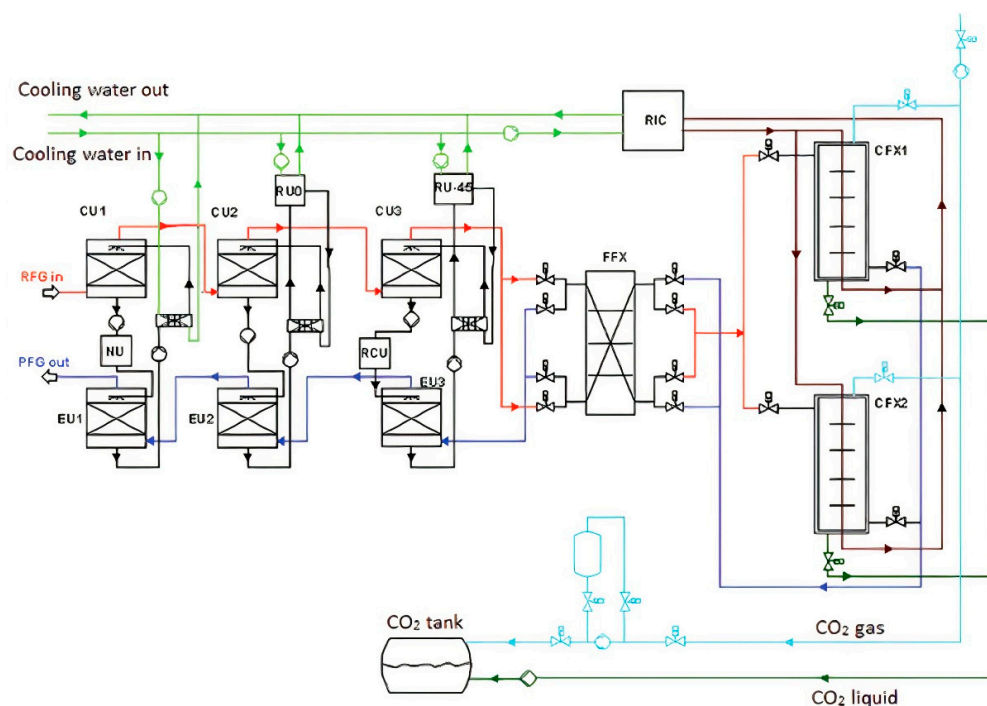 Cooling water out
RIC
Cooling water in
CFX1
RU0
RU-45
CU1
CU2
CU3
FFX
RFG in
NU
RCU
PFG out
EU1
EU2
EU3
CFX2
CO₂ tank
CO₂ gas
CO₂ liquid